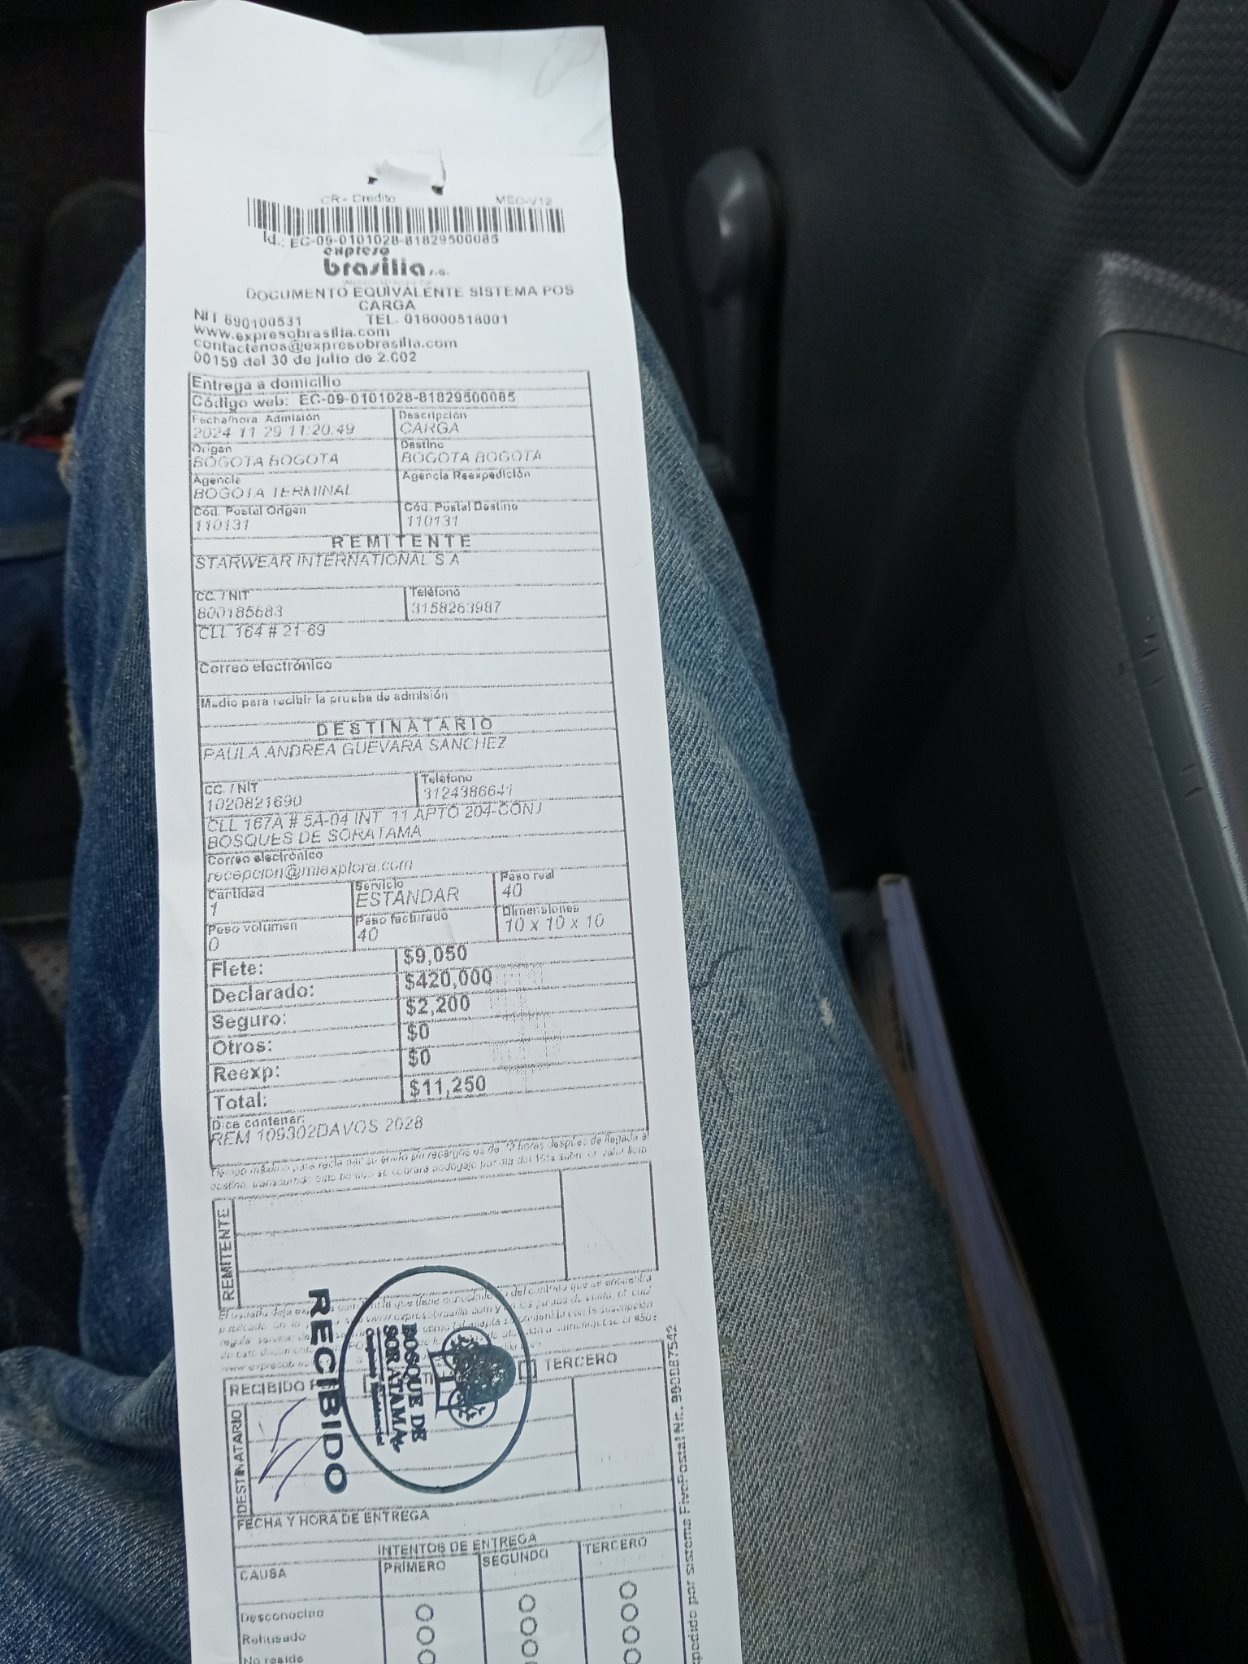 CR - Credito MEC-V12
Id.: EC-09-0101028-81829500085
expreso
brasilia s.a.
DOCUMENTO EQUIVALENTE SISTEMA POS
CARGA
NIT 890100531 TEL. 018000518001
www.expresobrasilia.com
contactenos@expresobrasilia.com
00159 del 30 de julio de 2.002
Entrega a domicilio
Código web: EC-09-0101028-81829500085
Fecha/hora Admisión Descripción
2024 11 29 11:20:49 CARGA
Origen Destino
BOGOTA BOGOTA BOGOTA BOGOTA
Agencia Agencia Reexpedición
BOGOTA TERMINAL
Cód. Postal Origen Cód. Postal Destino
110131 110131
REMITENTE
STARWEAR INTERNATIONAL S A
CC. / NIT Teléfono
800185683 3158263987
CLL 164 # 21 69
Correo electrónico
Medio para recibir la prueba de admisión
DESTINATARIO
PAULA ANDREA GUEVARA SANCHEZ
CC. / NIT Teléfono
1020821690 3124386641
CLL 167A # 5A-04 INT 11 APTO 204-CONJ
BOSQUES DE SORATAMA
Correo electrónico
recepcion@miexplora.com
Cantidad Servicio Peso real
1 ESTANDAR 40
Peso volumen Peso facturado Dimensiones
0 40 10 x 10 x 10
Flete: $9,050
Declarado: $420,000
Seguro: $2,200
Otros: $0
Reexp: $0
Total: $11,250
Dice contener:
REM 109302DAVOS 2028
REMITENTE
RECIBIDO
BOSQUE DE
SORATAMA
Conjunto Residencial
RECIBIDO TERCERO
DESTINATARIO
FECHA Y HORA DE ENTREGA
INTENTOS DE ENTREGA
CAUSA PRIMERO SEGUNDO TERCERO
Desconocido
Rehusado
No reside